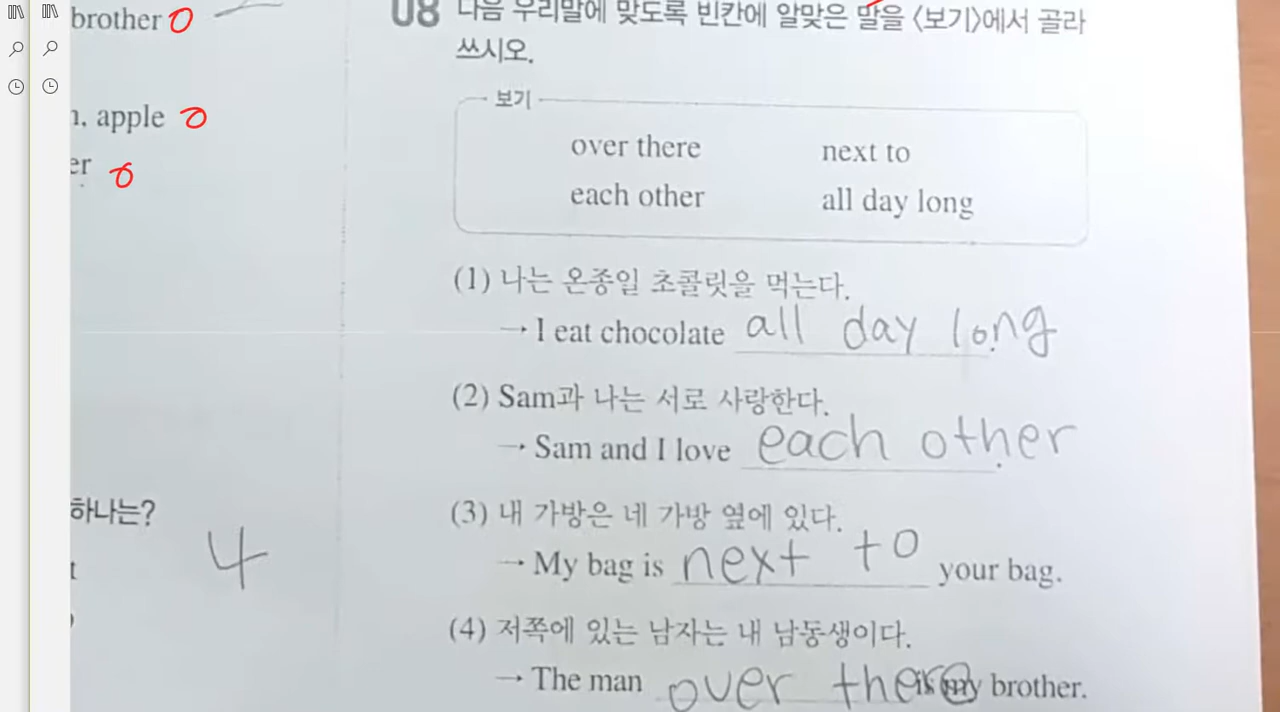 brother
n, apple
er
하나는?
4
08 다음 우리말에 맞도록 빈칸에 알맞은 말을 〈보기〉에서 골라
쓰시오.
보기
over there next to
each other all day long
(1) 나는 온종일 초콜릿을 먹는다.
→ I eat chocolate all day long.
(2) Sam과 나는 서로 사랑한다.
→ Sam and I love each other.
(3) 내 가방은 네 가방 옆에 있다.
→ My bag is next to your bag.
(4) 저쪽에 있는 남자는 내 남동생이다.
→ The man over there is my brother.